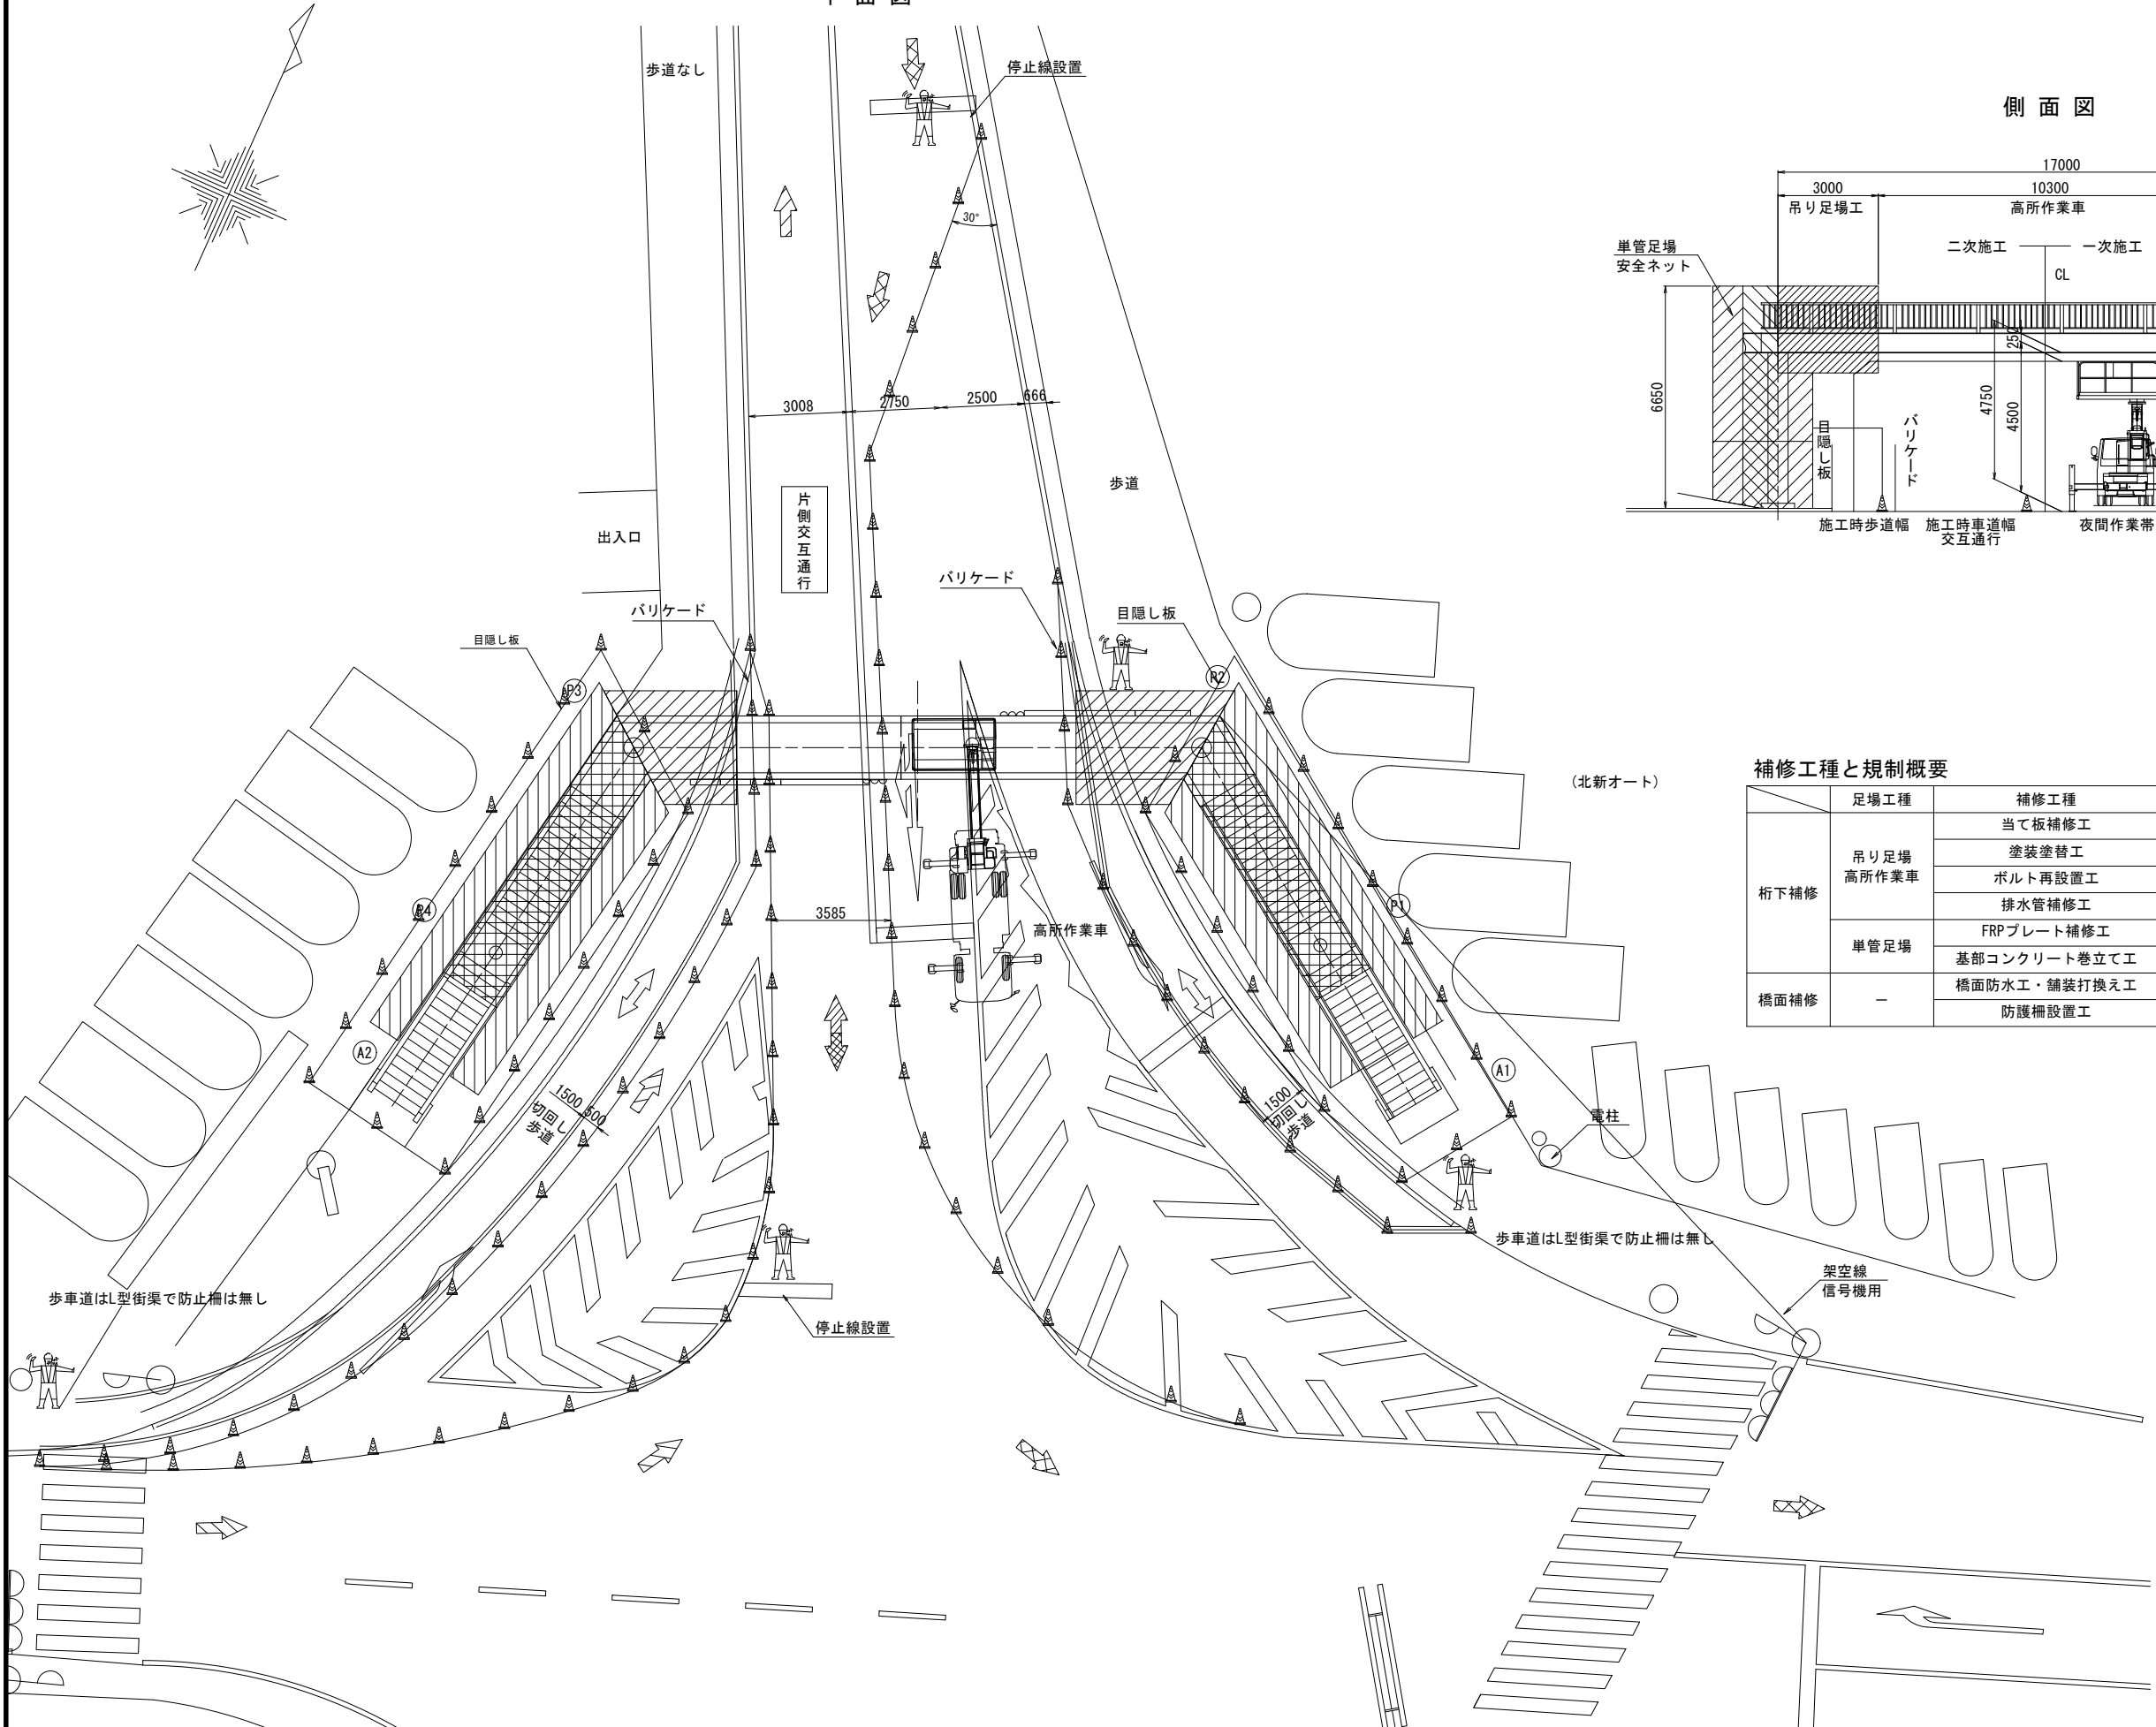 平面図
歩道なし
停止線設置
30°
3008
2750
2500
666
歩道
片側交互通行
出入口
バリケード
目隠し板
バリケード
目隠し板
P3
P2
P4
P1
A2
A1
3585
高所作業車
(北新オート)
1500
500
切回し
歩道
1500
切回し
歩道
電柱
歩車道はL型街渠で防止柵は無し
歩車道はL型街渠で防止柵は無し
停止線設置
架空線
信号機用
側面図
17000
3000
10300
吊り足場工
高所作業車
単管足場
安全ネット
二次施工
一次施工
CL
6650
250
4750
4500
目隠し板
バリケード
施工時歩道幅
施工時車道幅
交互通行
夜間作業帯
補修工種と規制概要
足場工種
補修工種
桁下補修
吊り足場
高所作業車
当て板補修工
塗装塗替工
ボルト再設置工
排水管補修工
単管足場
FRPプレート補修工
基部コンクリート巻立て工
橋面補修
－
橋面防水工・舗装打換え工
防護柵設置工